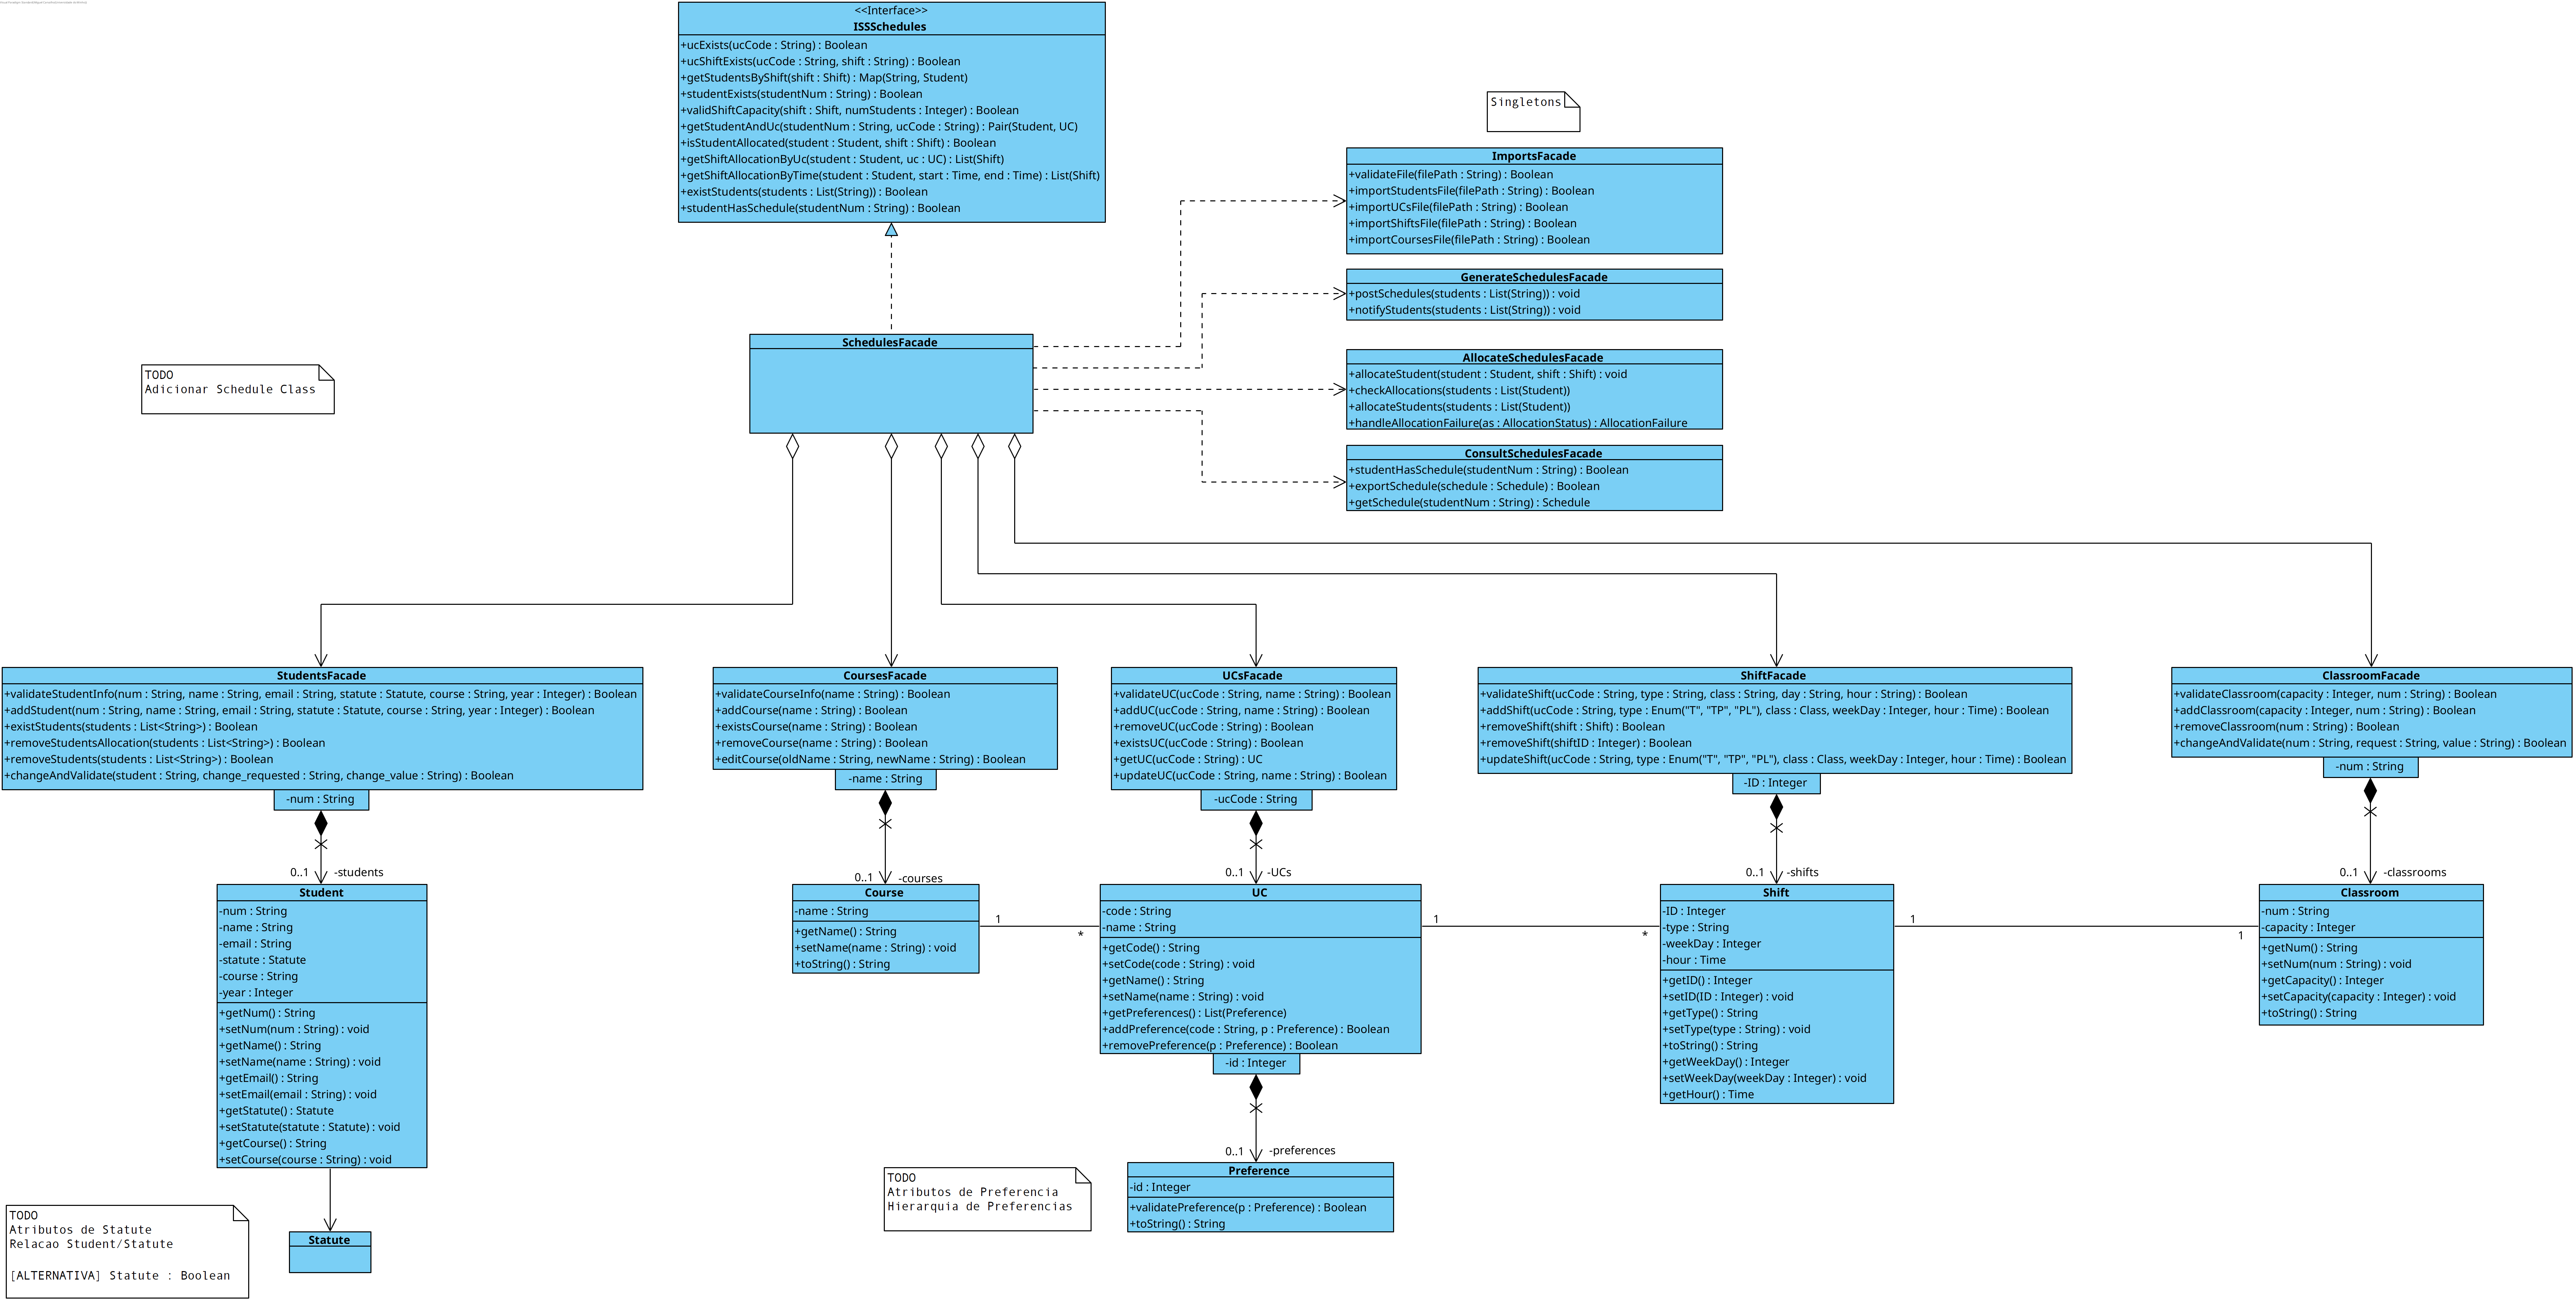 <<Interface>>
ISSSchedules
+ucExists(ucCode : String) : Boolean
+ucShiftExists(ucCode : String, shift : String) : Boolean
+getStudentsByShift(shift : Shift) : Map(String, Student)
+studentExists(studentNum : String) : Boolean
+validShiftCapacity(shift : Shift, numStudents : Integer) : Boolean
+getStudentAndUc(studentNum : String, ucCode : String) : Pair(Student, UC)
+isStudentAllocated(student : Student, shift : Shift) : Boolean
+getShiftAllocationByUc(student : Student, uc : UC) : List(Shift)
+getShiftAllocationByTime(student : Student, start : Time, end : Time) : List(Shift)
+existStudents(students : List(String)) : Boolean
+studentHasSchedule(studentNum : String) : Boolean
Singletons
ImportsFacade
+validateFile(filePath : String) : Boolean
+importStudentsFile(filePath : String) : Boolean
+importUCsFile(filePath : String) : Boolean
+importShiftsFile(filePath : String) : Boolean
+importCoursesFile(filePath : String) : Boolean
GenerateSchedulesFacade
+postSchedules(students : List(String)) : void
+notifyStudents(students : List(String)) : void
SchedulesFacade
AllocateSchedulesFacade
+allocateStudent(student : Student, shift : Shift) : void
+checkAllocations(students : List(Student))
+allocateStudents(students : List(Student))
+handleAllocationFailure(as : AllocationStatus) : AllocationFailure
TODO
Adicionar Schedule Class
ConsultSchedulesFacade
+studentHasSchedule(studentNum : String) : Boolean
+exportSchedule(schedule : Schedule) : Boolean
+getSchedule(studentNum : String) : Schedule
StudentsFacade
+validateStudentInfo(num : String, name : String, email : String, statute : Statute, course : String, year : Integer) : Boolean
+addStudent(num : String, name : String, email : String, statute : Statute, course : String, year : Integer) : Boolean
+existStudents(students : List<String>) : Boolean
+removeStudentsAllocation(students : List<String>) : Boolean
+removeStudents(students : List<String>) : Boolean
+changeAndValidate(student : String, change_requested : String, change_value : String) : Boolean
-num : String
CoursesFacade
+validateCourseInfo(name : String) : Boolean
+addCourse(name : String) : Boolean
+existsCourse(name : String) : Boolean
+removeCourse(name : String) : Boolean
+editCourse(oldName : String, newName : String) : Boolean
-name : String
UCsFacade
+validateUC(ucCode : String, name : String) : Boolean
+addUC(ucCode : String, name : String) : Boolean
+removeUC(ucCode : String) : Boolean
+existsUC(ucCode : String) : Boolean
+getUC(ucCode : String) : UC
+updateUC(ucCode : String, name : String) : Boolean
-ucCode : String
ShiftFacade
+validateShift(ucCode : String, type : String, class : String, day : String, hour : String) : Boolean
+addShift(ucCode : String, type : Enum("T", "TP", "PL"), class : Class, weekDay : Integer, hour : Time) : Boolean
+removeShift(shift : Shift) : Boolean
+removeShift(shiftID : Integer) : Boolean
+updateShift(ucCode : String, type : Enum("T", "TP", "PL"), class : Class, weekDay : Integer, hour : Time) : Boolean
-ID : Integer
ClassroomFacade
+validateClassroom(capacity : Integer, num : String) : Boolean
+addClassroom(capacity : Integer, num : String) : Boolean
+removeClassroom(num : String) : Boolean
+changeAndValidate(num : String, request : String, value : String) : Boolean
-num : String
0..1 -students
0..1 -courses
0..1 -UCs
0..1 -shifts
0..1 -classrooms
Student
-num : String
-name : String
-email : String
-statute : Statute
-course : String
-year : Integer
+getNum() : String
+setNum(num : String) : void
+getName() : String
+setName(name : String) : void
+getEmail() : String
+setEmail(email : String) : void
+getStatute() : Statute
+setStatute(statute : Statute) : void
+getCourse() : String
+setCourse(course : String) : void
Course
-name : String
+getName() : String
+setName(name : String) : void
+toString() : String
1
*
UC
-code : String
-name : String
+getCode() : String
+setCode(code : String) : void
+getName() : String
+setName(name : String) : void
+getPreferences() : List(Preference)
+addPreference(code : String, p : Preference) : Boolean
+removePreference(p : Preference) : Boolean
-id : Integer
1
*
Shift
-ID : Integer
-type : String
-weekDay : Integer
-hour : Time
+getID() : Integer
+setID(ID : Integer) : void
+getType() : String
+setType(type : String) : void
+toString() : String
+getWeekDay() : Integer
+setWeekDay(weekDay : Integer) : void
+getHour() : Time
1
1
Classroom
-num : String
-capacity : Integer
+getNum() : String
+setNum(num : String) : void
+getCapacity() : Integer
+setCapacity(capacity : Integer) : void
+toString() : String
0..1 -preferences
Preference
-id : Integer
+validatePreference(p : Preference) : Boolean
+toString() : String
TODO
Atributos de Preferencia
Hierarquia de Preferencias
TODO
Atributos de Statute
Relacao Student/Statute
[ALTERNATIVA] Statute : Boolean
Statute